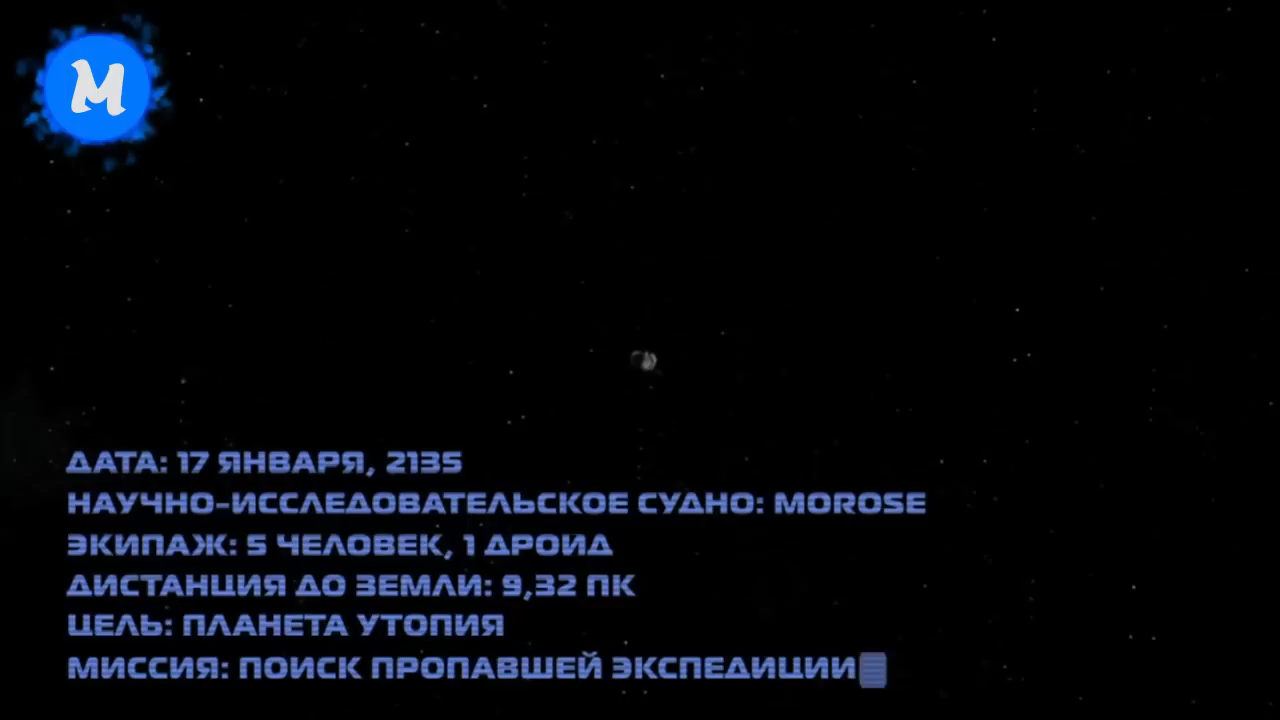 M
ДАТА: 17 ЯНВАРЯ, 2135
НАУЧНО-ИССЛЕДОВАТЕЛЬСКОЕ СУДНО: MOROSE
ЭКИПАЖ: 5 ЧЕЛОВЕК, 1 ДРОИД
ДИСТАНЦИЯ ДО ЗЕМЛИ: 9,32 ПК
ЦЕЛЬ: ПЛАНЕТА УТОПИЯ
МИССИЯ: ПОИСК ПРОПАВШЕЙ ЭКСПЕДИЦИИ